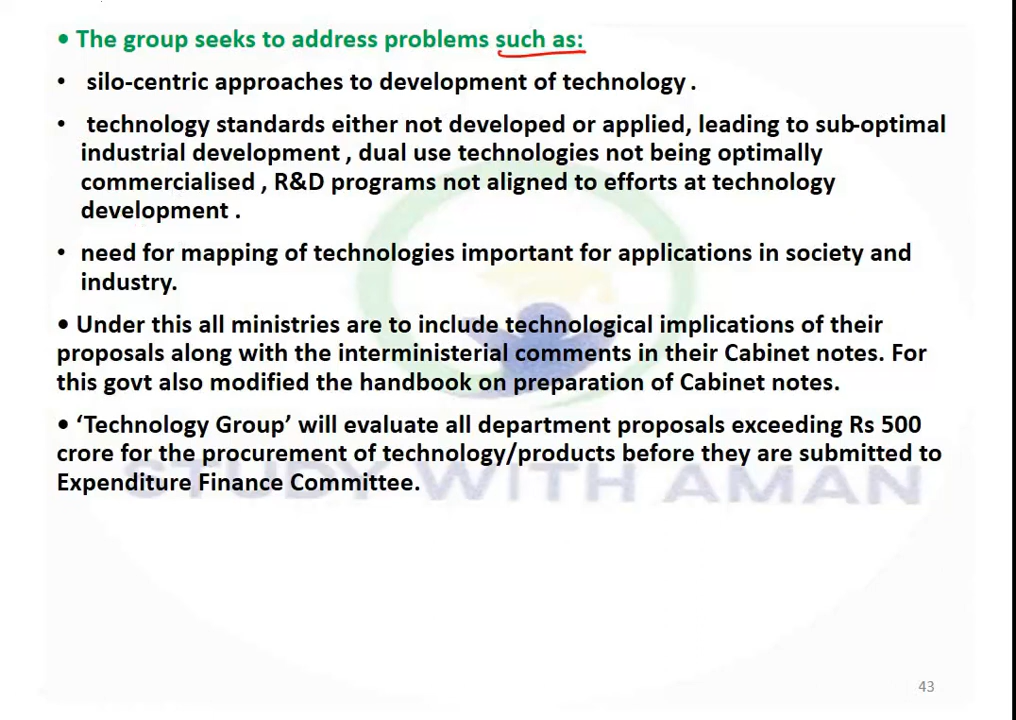 • The group seeks to address problems such as:
• silo-centric approaches to development of technology .
• technology standards either not developed or applied, leading to sub-optimal
industrial development , dual use technologies not being optimally
commercialised , R&D programs not aligned to efforts at technology
development .
• need for mapping of technologies important for applications in society and
industry.
• Under this all ministries are to include technological implications of their
proposals along with the interministerial comments in their Cabinet notes. For
this govt also modified the handbook on preparation of Cabinet notes.
• ‘Technology Group’ will evaluate all department proposals exceeding Rs 500
crore for the procurement of technology/products before they are submitted to
Expenditure Finance Committee.
STUDY WITH AMAN
43